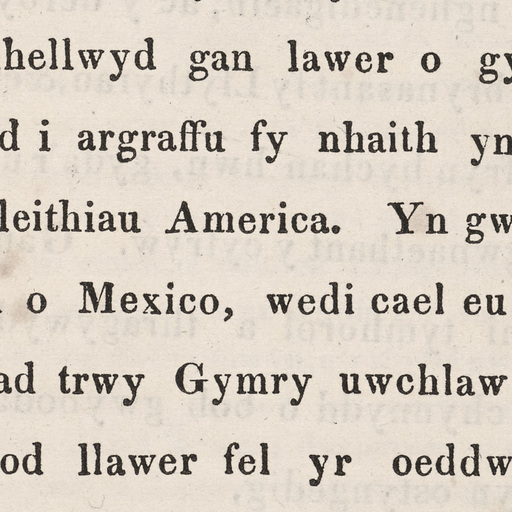 hellwyd gan lawer o gy
d i argraffu fy nhaith yn
leithiau America. Yn gw
o Mexico, wedi cael eu
ad trwy Gymry uwchlaw
od llawer fel yr oeddw